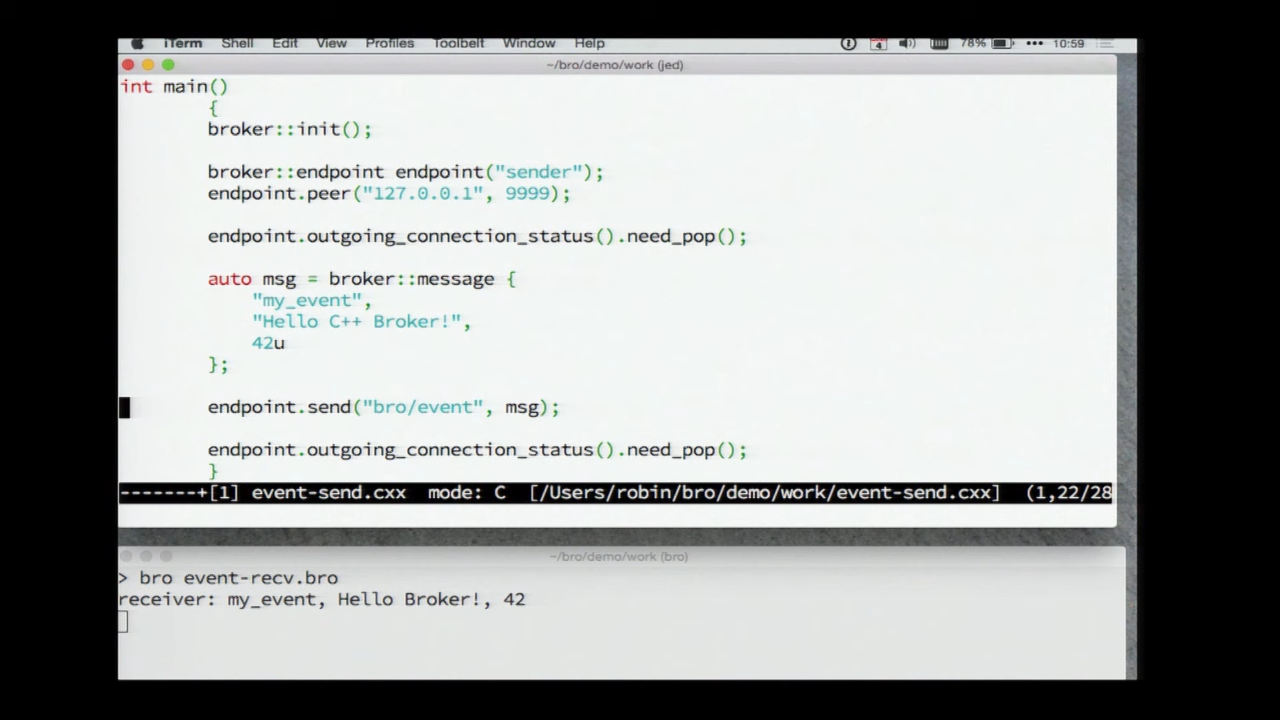 iTerm Shell Edit View Profiles Toolbelt Window Help 4 78% 10:59
~/bro/demo/work (jed)
int main()
{
broker::init();
broker::endpoint endpoint("sender");
endpoint.peer("127.0.0.1", 9999);
endpoint.outgoing_connection_status().need_pop();
auto msg = broker::message {
"my_event",
"Hello C++ Broker!",
42u
};
endpoint.send("bro/event", msg);
endpoint.outgoing_connection_status().need_pop();
}
-------+[1] event-send.cxx mode: C [/Users/robin/bro/demo/work/event-send.cxx] (1,22/28
~/bro/demo/work (bro)
> bro event-recv.bro
receiver: my_event, Hello Broker!, 42